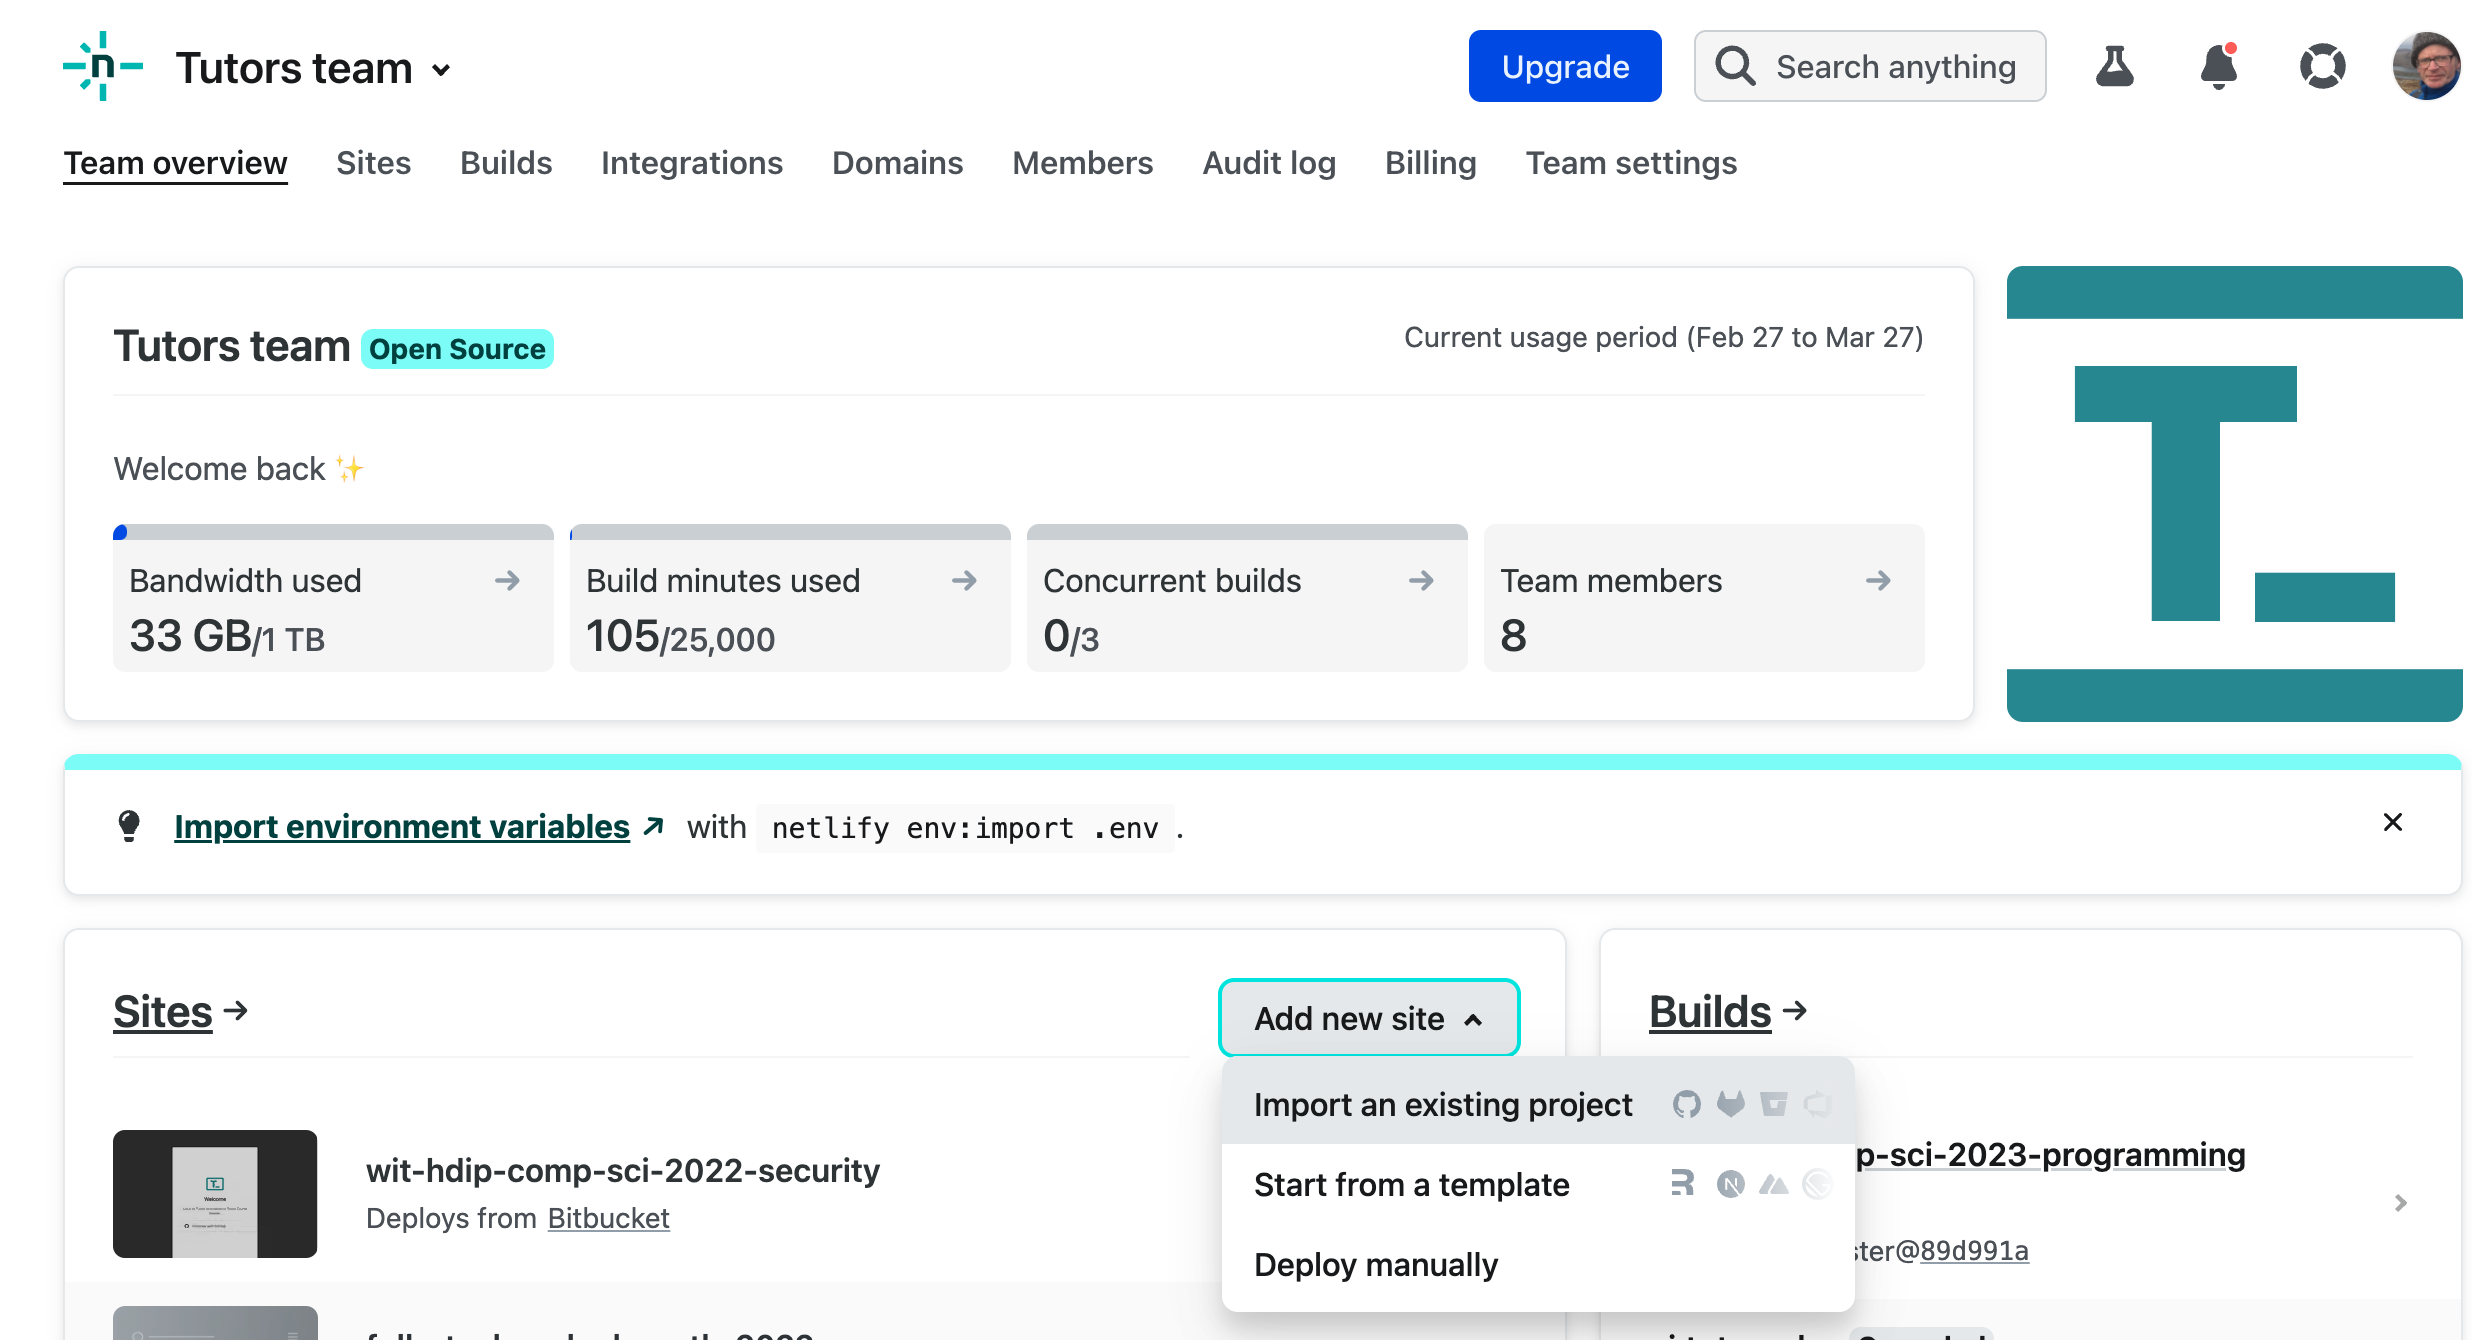 Tutors team
Upgrade
Search anything
Team overview Sites Builds Integrations Domains Members Audit log Billing Team settings
Tutors team Open Source
Current usage period (Feb 27 to Mar 27)
Welcome back ✨
Bandwidth used
33 GB/1 TB
Build minutes used
105/25,000
Concurrent builds
0/3
Team members
8
Import environment variables with netlify env:import .env .
Sites
Add new site
Import an existing project
Start from a template
Deploy manually
wit-hdip-comp-sci-2022-security
Deploys from Bitbucket
Builds
p-sci-2023-programming
ster@89d991a